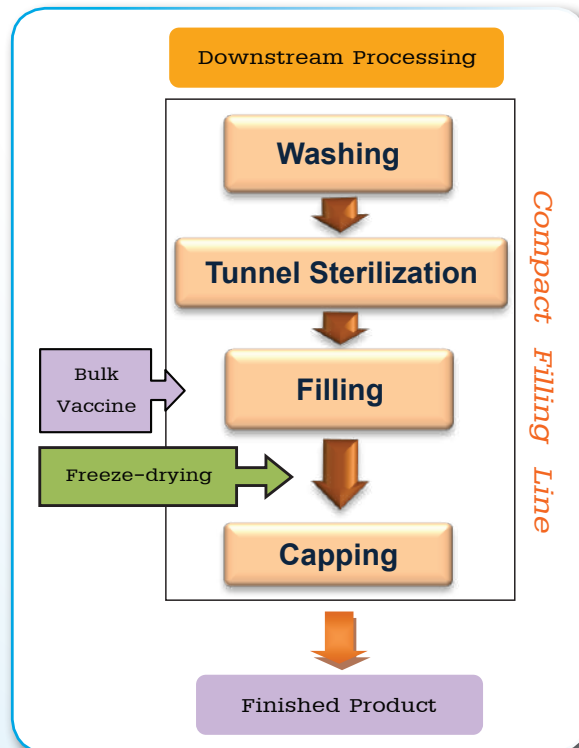 Downstream Processing
Washing
Tunnel Sterilization
Bulk
Vaccine
Filling
Freeze-drying
Capping
Compact Filling Line
Finished Product